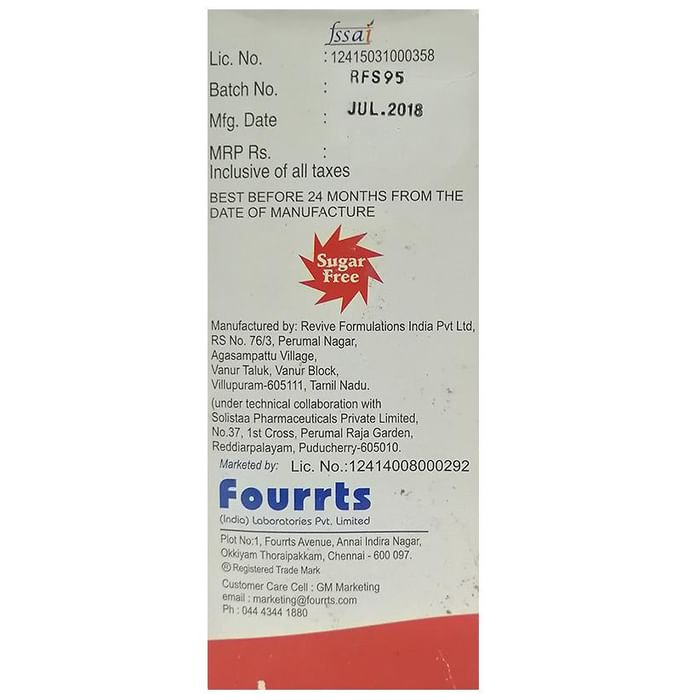 fssai
Lic. No. : 12415031000358
Batch No. : RFS95
Mfg. Date : JUL.2018
MRP Rs. :
Inclusive of all taxes
BEST BEFORE 24 MONTHS FROM THE
DATE OF MANUFACTURE
Sugar
Free
Manufactured by: Revive Formulations India Pvt Ltd,
RS No. 76/3, Perumal Nagar,
Agasampattu Village,
Vanur Taluk, Vanur Block,
Villupuram-605111, Tamil Nadu.
(under technical collaboration with
Solistaa Pharmaceuticals Private Limited,
No.37, 1st Cross, Perumal Raja Garden,
Reddiarpalayam, Puducherry-605010.
Marketed by: Lic. No.:12414008000292
Fourrts
(India) Laboratories Pvt. Limited
Plot No:1, Fourrts Avenue, Annai Indira Nagar,
Okkiyam Thoraipakkam, Chennai - 600 097.
® Registered Trade Mark
Customer Care Cell : GM Marketing
email : marketing@fourrts.com
Ph : 044 4344 1880